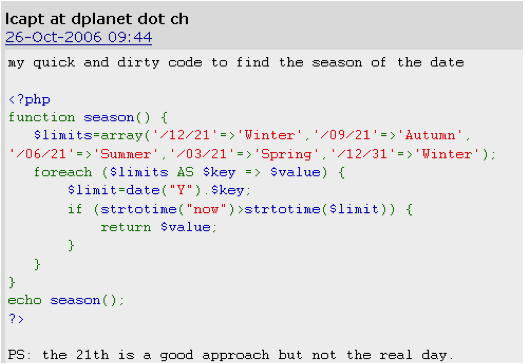 lcapt at dplanet dot ch
26-Oct-2006 09:44
my quick and dirty code to find the season of the date
<?php
function season() {
$limits=array('/12/21'=>'Winter','/09/21'=>'Autumn',
'/06/21'=>'Summer','/03/21'=>'Spring','/12/31'=>'Winter');
foreach ($limits AS $key => $value) {
$limit=date("Y").$key;
if (strtotime("now")>strtotime($limit)) {
return $value;
}
}
}
echo season();
?>
PS: the 21th is a good approach but not the real day.